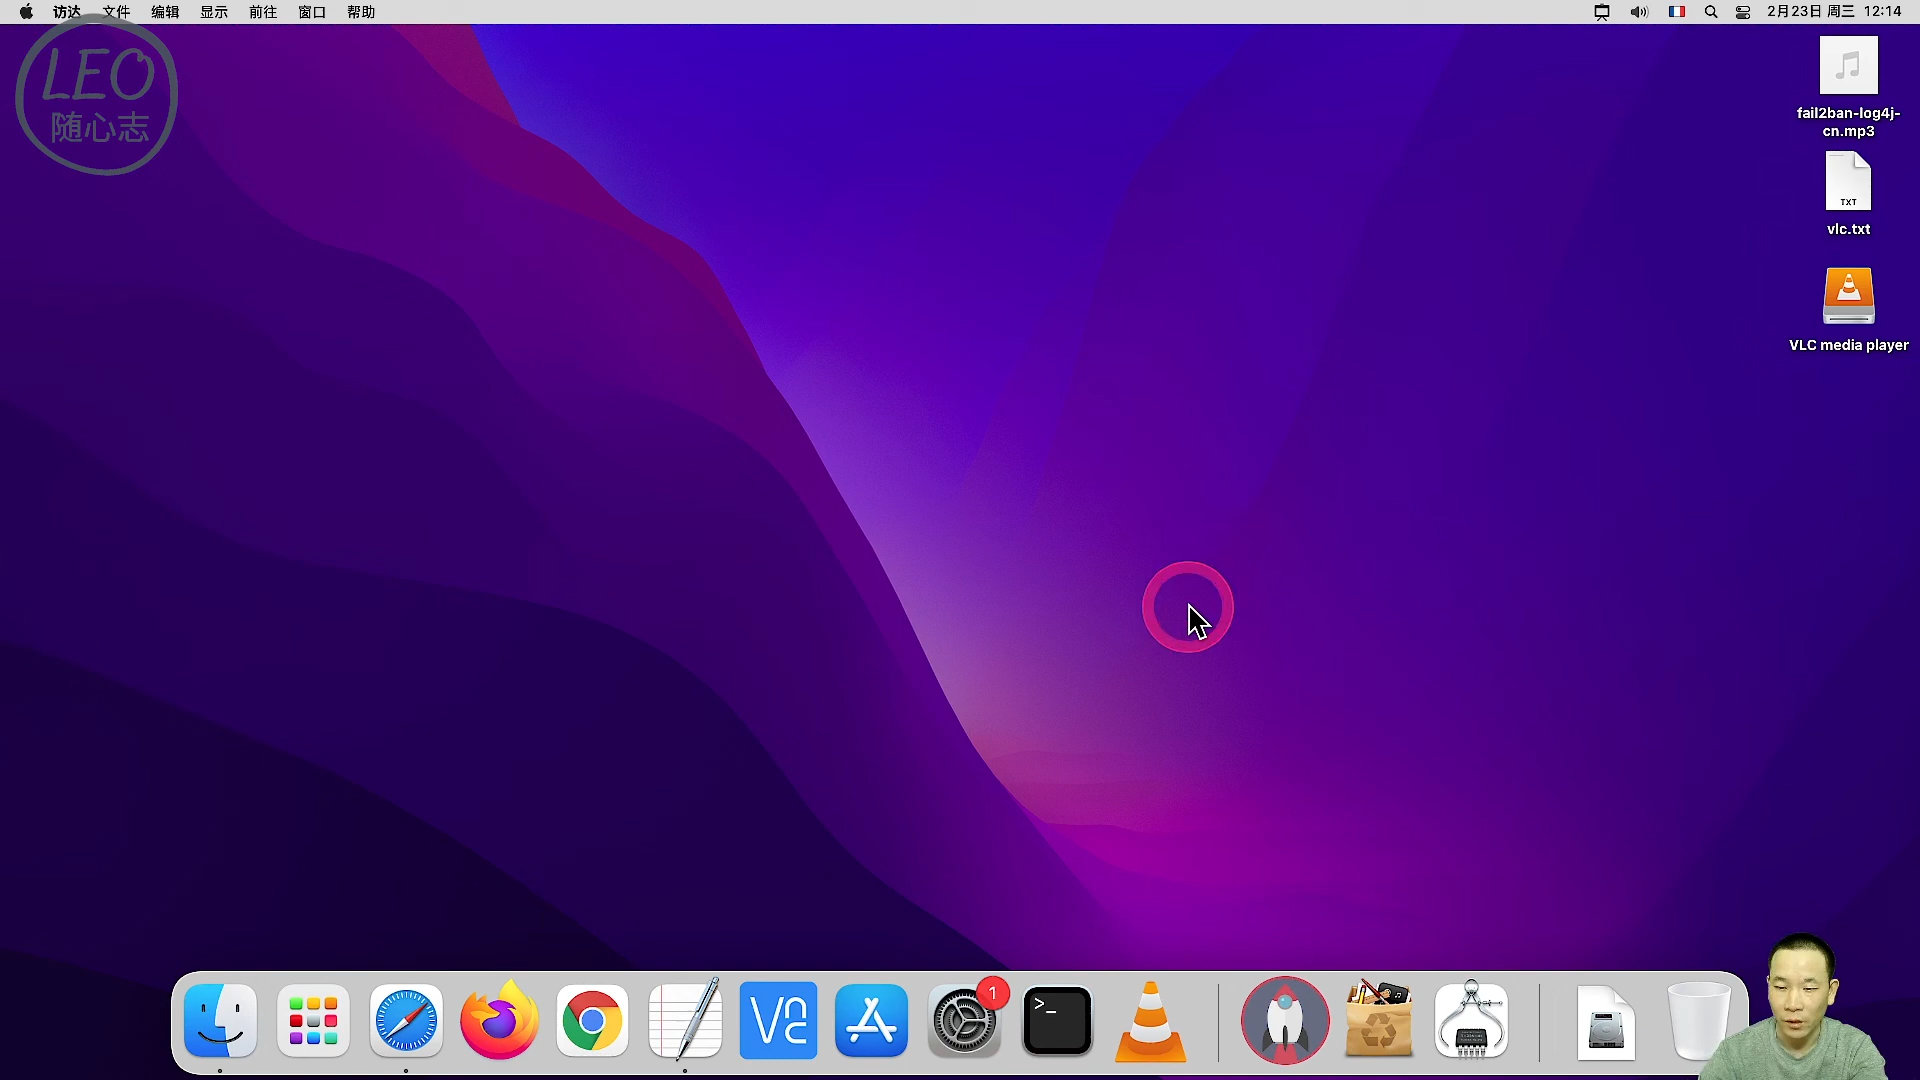 访达 文件 编辑 显示 前往 窗口 帮助 2月23日 周三 12:14
LEO
随心志
fail2ban-log4j-
cn.mp3
TXT
vlc.txt
VLC media player
1
>_
VNC